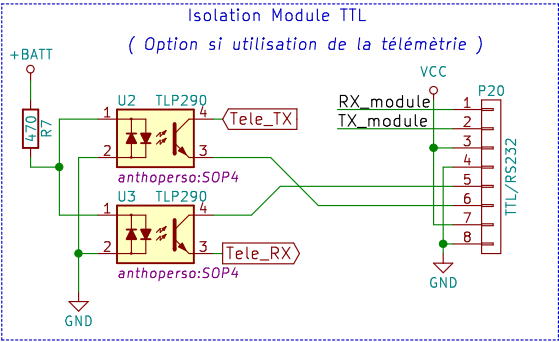 Isolation Module TTL
( Option si utilisation de la télémètrie )
+BATT
VCC
R7
470
U2
TLP290
1
2
4
3
Tele_TX
anthoperso:SOP4
U3
TLP290
1
2
4
3
Tele_RX
anthoperso:SOP4
GND
P20
RX_module
TX_module
1
2
3
4
5
6
7
8
TTL/RS232
GND